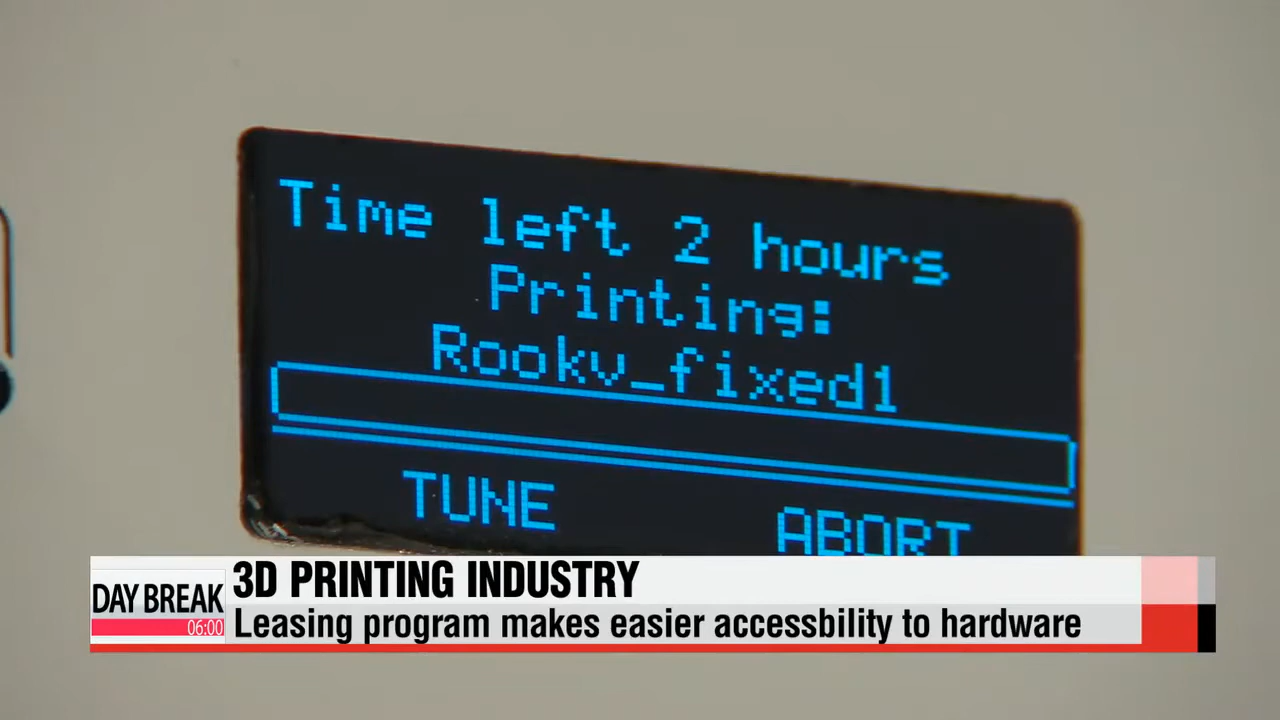 Time left 2 hours
Printing:
Rookv_fixed1
TUNE
ABORT
DAY BREAK
06:00
3D PRINTING INDUSTRY
Leasing program makes easier accessbility to hardware